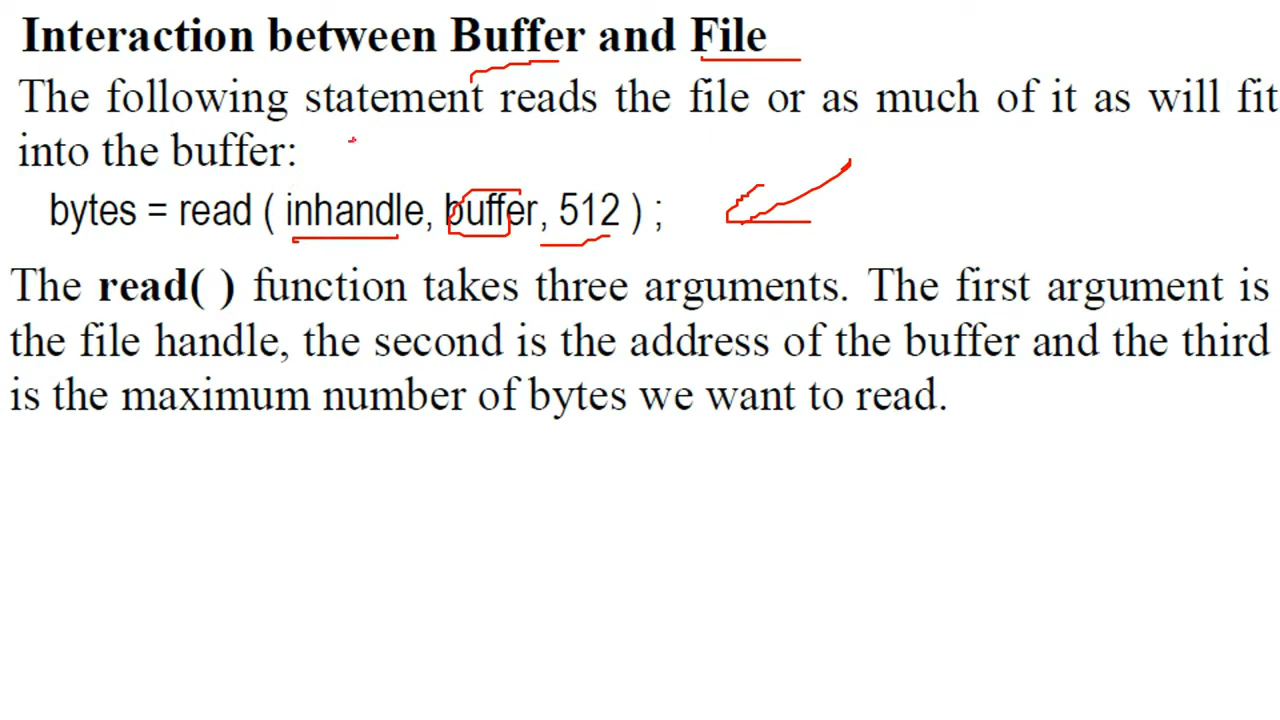 Interaction between Buffer and File
The following statement reads the file or as much of it as will fit
into the buffer:
bytes = read ( inhandle, buffer, 512 ) ;
The read( ) function takes three arguments. The first argument is
the file handle, the second is the address of the buffer and the third
is the maximum number of bytes we want to read.